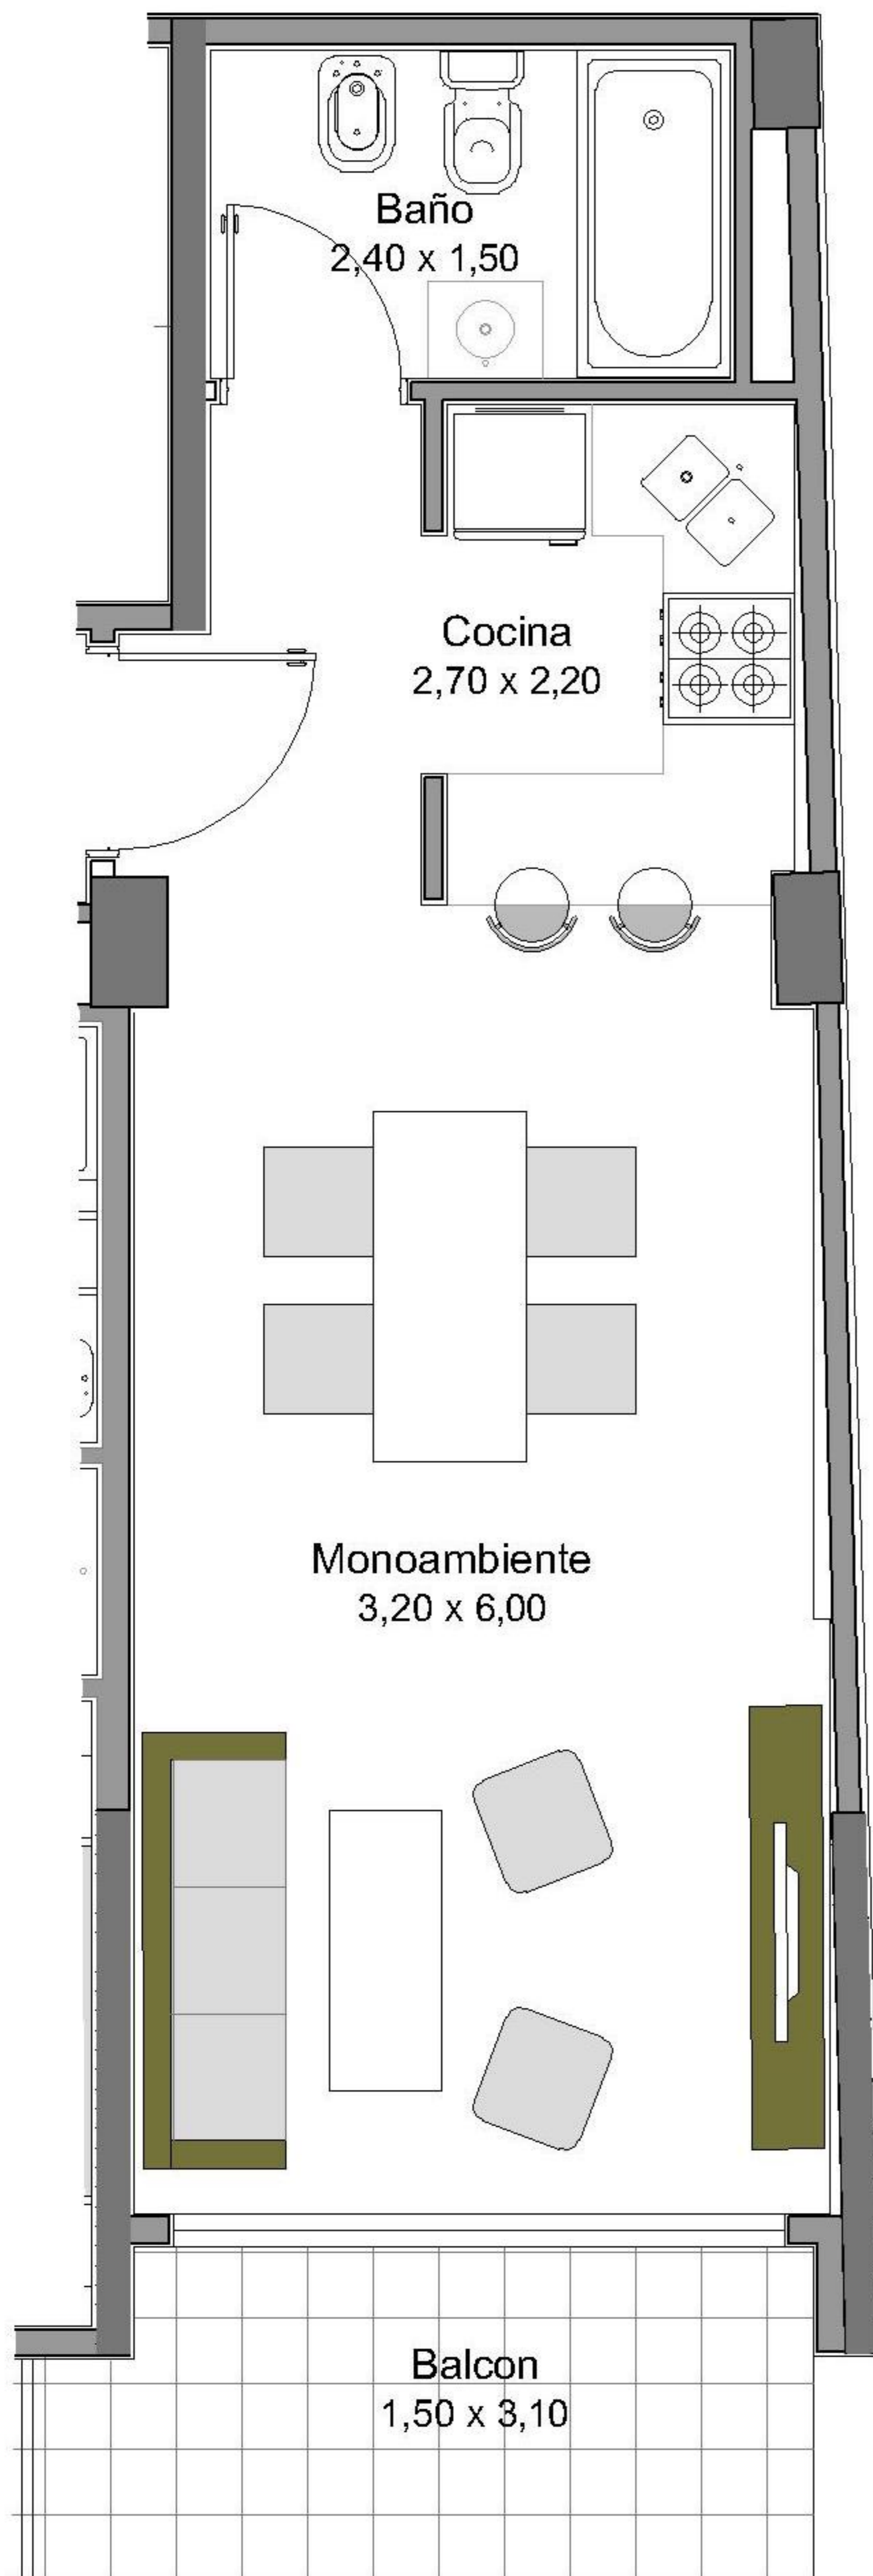 Baño
2,40 x 1,50
Cocina
2,70 x 2,20
Monoambiente
3,20 x 6,00
Balcon
1,50 x 3,10